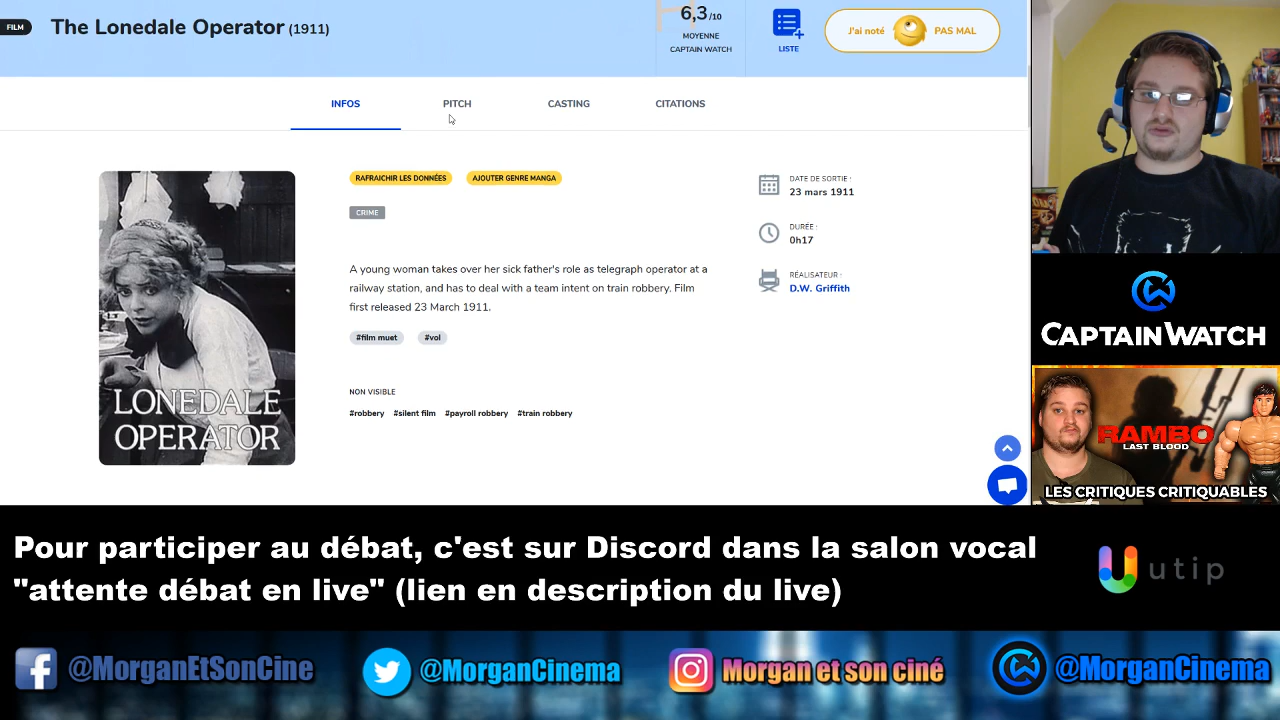 FILM
The Lonedale Operator (1911)
6,3 /10
MOYENNE
CAPTAIN WATCH
LISTE
J'ai noté
PAS MAL
INFOS
PITCH
CASTING
CITATIONS
RAFRAICHIR LES DONNÉES
AJOUTER GENRE MANGA
CRIME
A young woman takes over her sick father's role as telegraph operator at a
railway station, and has to deal with a team intent on train robbery. Film
first released 23 March 1911.
#film muet
#vol
NON VISIBLE
#robbery #silent film #payroll robbery #train robbery
DATE DE SORTIE :
23 mars 1911
DURÉE :
0h17
RÉALISATEUR :
D.W. Griffith
LONEDALE
OPERATOR
CAPTAINWATCH
RAMBO
LAST BLOOD
LES CRITIQUES CRITIQUABLES
Pour participer au débat, c'est sur Discord dans la salon vocal
"attente débat en live" (lien en description du live)
utip
@MorganEtSonCine
@MorganCinema
Morgan et son ciné
@MorganCinema